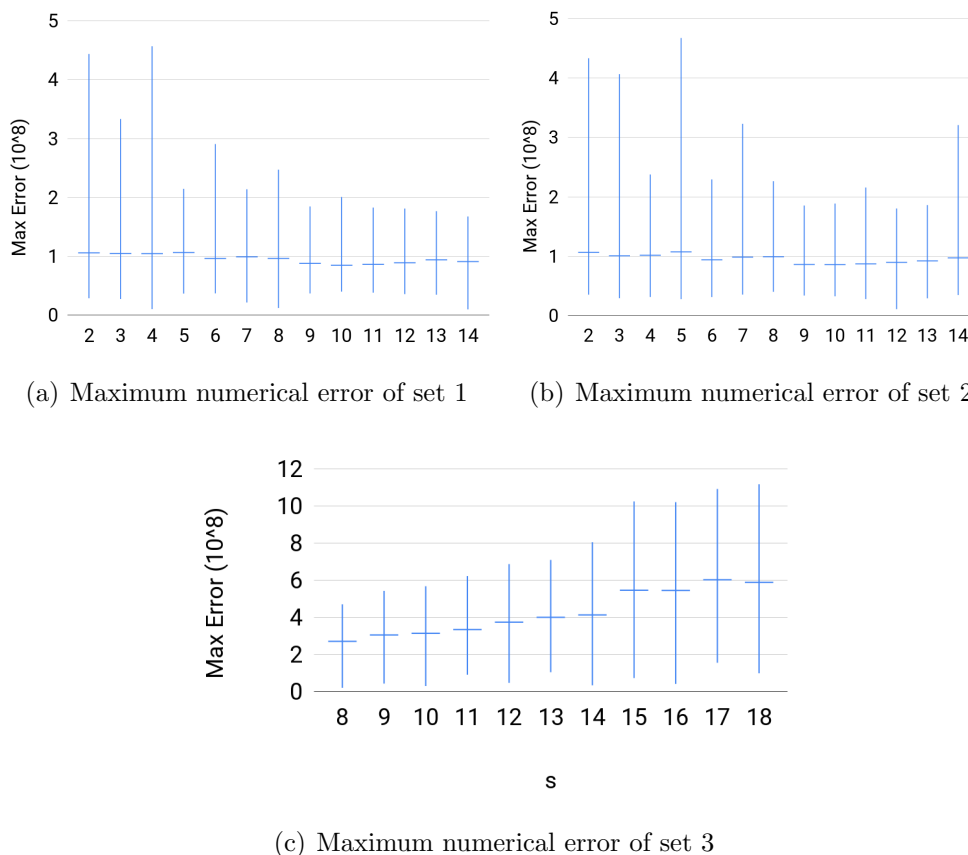 5
4
3
2
1
0
Max Error (10^8)
2 3 4 5 6 7 8 9 10 11 12 13 14
(a) Maximum numerical error of set 1
5
4
3
2
1
0
Max Error (10^8)
2 3 4 5 6 7 8 9 10 11 12 13 14
(b) Maximum numerical error of set 2
12
10
8
6
4
2
0
Max Error (10^8)
8 9 10 11 12 13 14 15 16 17 18
s
(c) Maximum numerical error of set 3